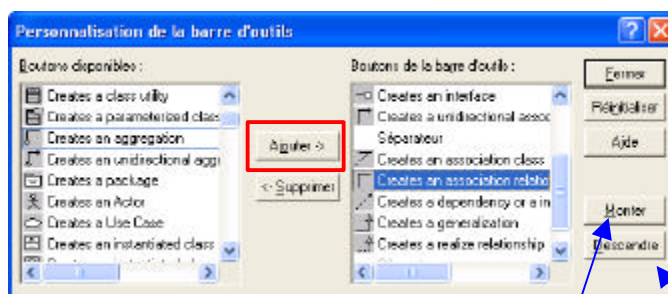 Personnalisation de la barre d'outils
Boutons disponibles :
Creates a class utility
Creates a parameterized class
Creates an aggregation
Creates an unidirectional aggr
Creates a package
Creates an Actor
Creates a Use Case
Creates an instantiated class
Ajouter ->
<- Supprimer
Boutons de la barre d'outils :
Creates an interface
Creates a unidirectional assoc
Séparateur
Creates an association class
Creates an association relatio
Creates a dependency or a in
Creates a generalization
Creates a realize relationship
Fermer
Réinitialiser
Aide
Monter
Descendre